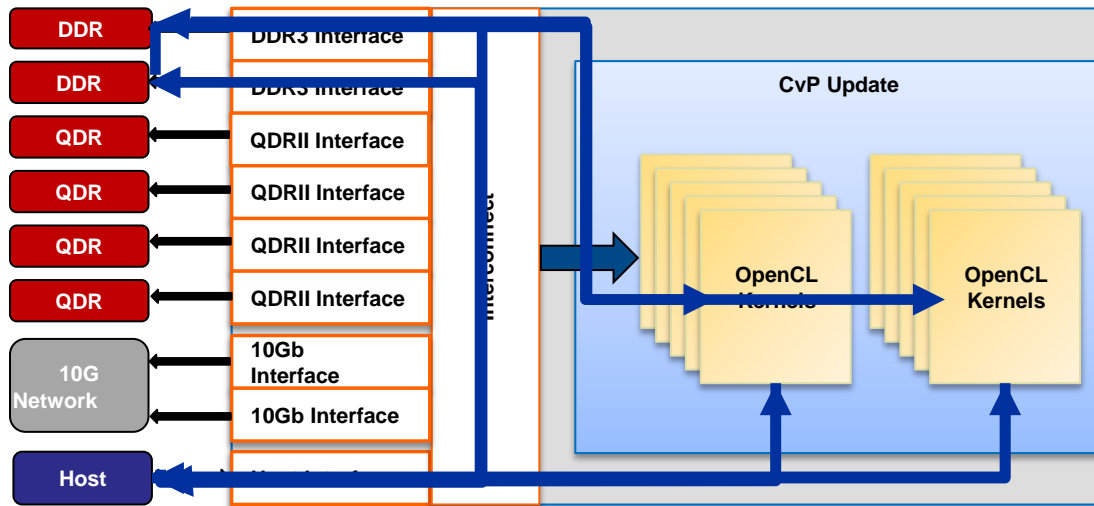 DDR
DDR3 Interface
DDR
DDR3 Interface
QDR
QDRII Interface
QDR
QDRII Interface
QDR
QDRII Interface
QDR
QDRII Interface
10G
Network
10Gb
Interface
10Gb Interface
Host
Interconnect
CvP Update
OpenCL
Kernels
OpenCL
Kernels